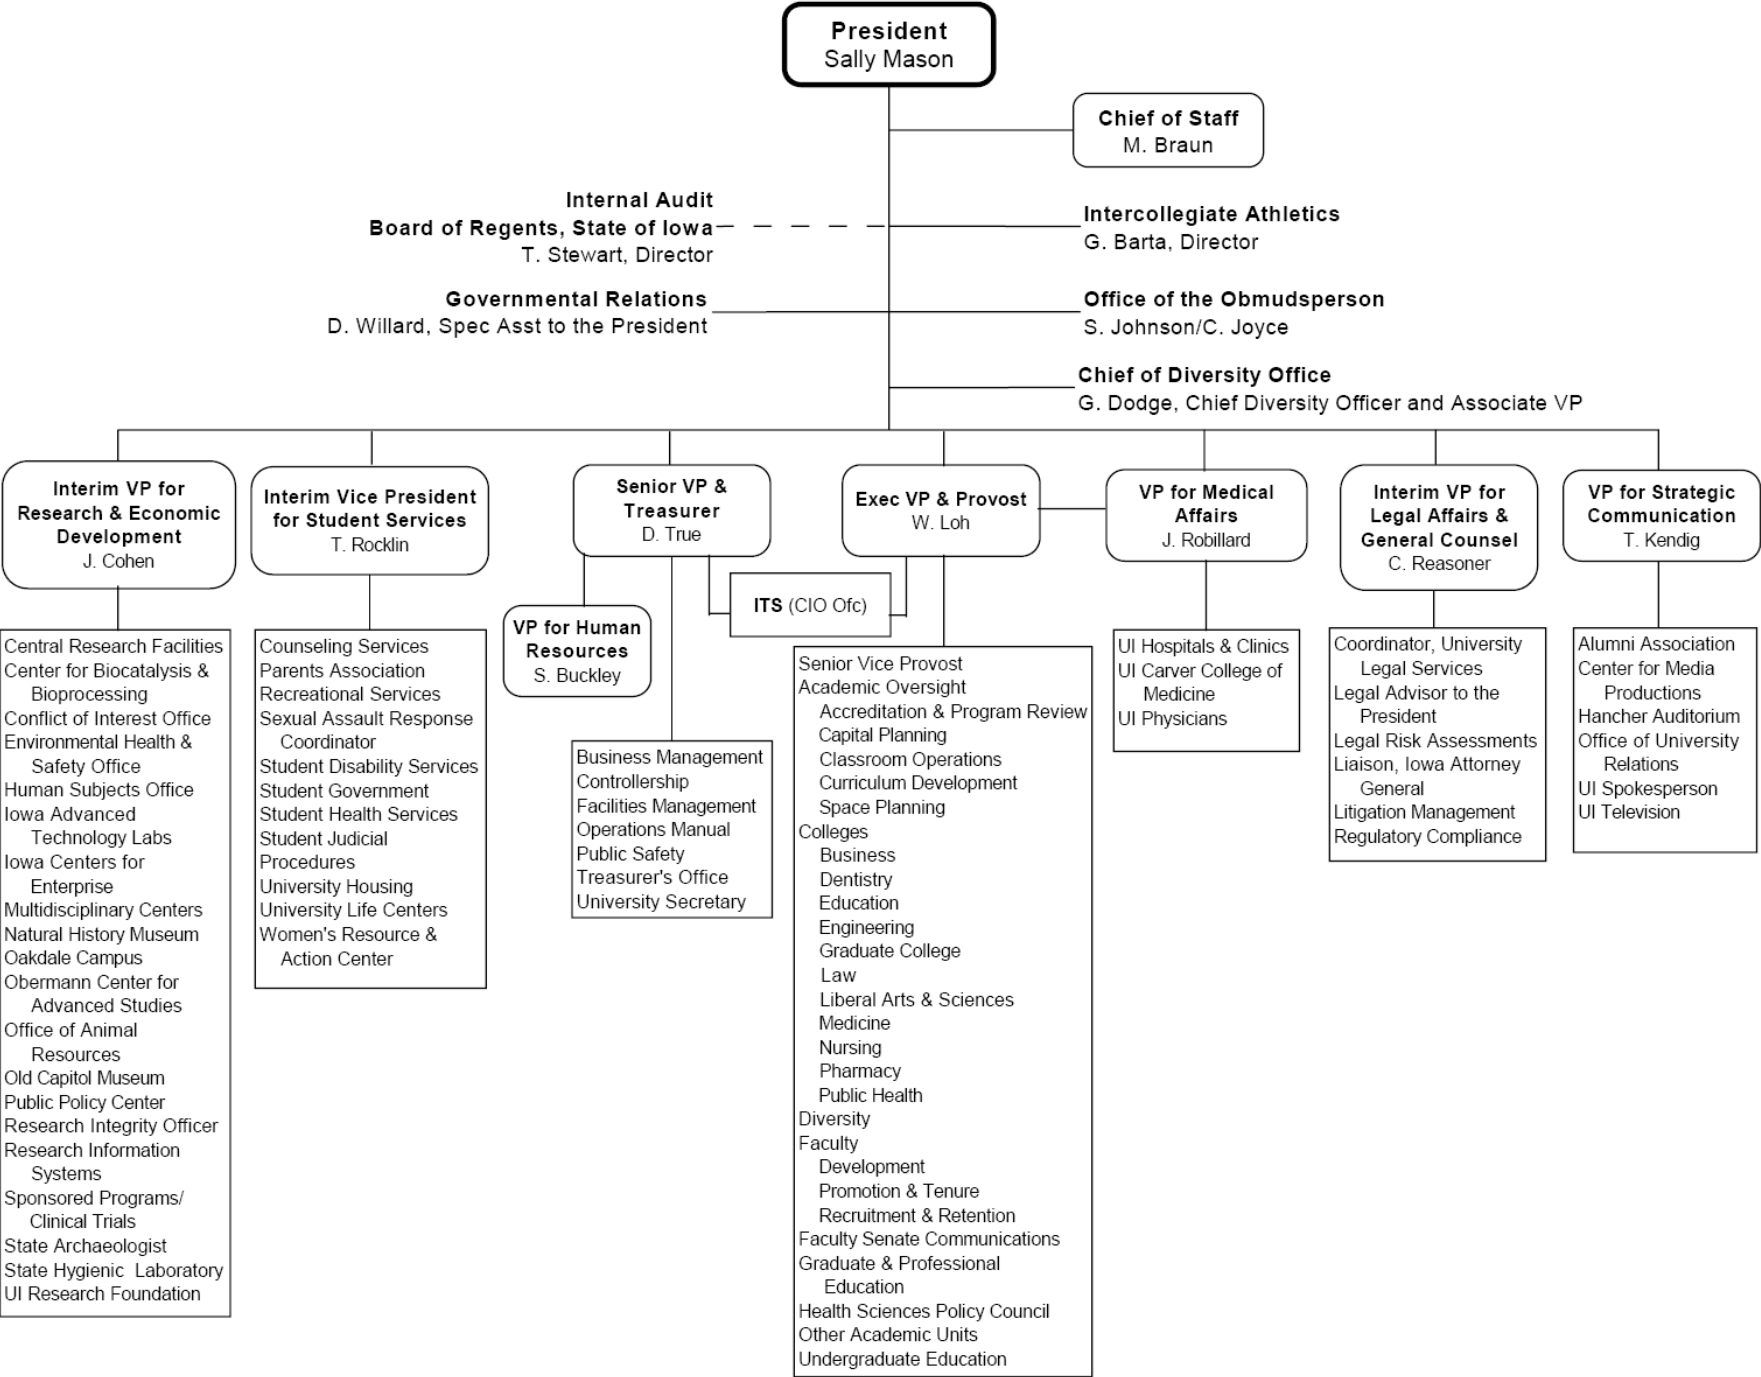 President
Sally Mason
Chief of Staff
M. Braun
Internal Audit
Board of Regents, State of Iowa
T. Stewart, Director
Intercollegiate Athletics
G. Barta, Director
Governmental Relations
D. Willard, Spec Asst to the President
Office of the Obmudsperson
S. Johnson/C. Joyce
Chief of Diversity Office
G. Dodge, Chief Diversity Officer and Associate VP
Interim VP for
Research & Economic
Development
J. Cohen
Interim Vice President
for Student Services
T. Rocklin
Senior VP &
Treasurer
D. True
Exec VP & Provost
W. Loh
VP for Medical
Affairs
J. Robillard
Interim VP for
Legal Affairs &
General Counsel
C. Reasoner
VP for Strategic
Communication
T. Kendig
ITS (CIO Ofc)
VP for Human
Resources
S. Buckley
Central Research Facilities
Center for Biocatalysis &
Bioprocessing
Conflict of Interest Office
Environmental Health &
Safety Office
Human Subjects Office
Iowa Advanced
Technology Labs
Iowa Centers for
Enterprise
Multidisciplinary Centers
Natural History Museum
Oakdale Campus
Obermann Center for
Advanced Studies
Office of Animal
Resources
Old Capitol Museum
Public Policy Center
Research Integrity Officer
Research Information
Systems
Sponsored Programs/
Clinical Trials
State Archaeologist
State Hygienic Laboratory
UI Research Foundation
Counseling Services
Parents Association
Recreational Services
Sexual Assault Response
Coordinator
Student Disability Services
Student Government
Student Health Services
Student Judicial
Procedures
University Housing
University Life Centers
Women's Resource &
Action Center
Business Management
Controllership
Facilities Management
Operations Manual
Public Safety
Treasurer's Office
University Secretary
Senior Vice Provost
Academic Oversight
Accreditation & Program Review
Capital Planning
Classroom Operations
Curriculum Development
Space Planning
Colleges
Business
Dentistry
Education
Engineering
Graduate College
Law
Liberal Arts & Sciences
Medicine
Nursing
Pharmacy
Public Health
Diversity
Faculty
Development
Promotion & Tenure
Recruitment & Retention
Faculty Senate Communications
Graduate & Professional
Education
Health Sciences Policy Council
Other Academic Units
Undergraduate Education
UI Hospitals & Clinics
UI Carver College of
Medicine
UI Physicians
Coordinator, University
Legal Services
Legal Advisor to the
President
Legal Risk Assessments
Liaison, Iowa Attorney
General
Litigation Management
Regulatory Compliance
Alumni Association
Center for Media
Productions
Hancher Auditorium
Office of University
Relations
UI Spokesperson
UI Television